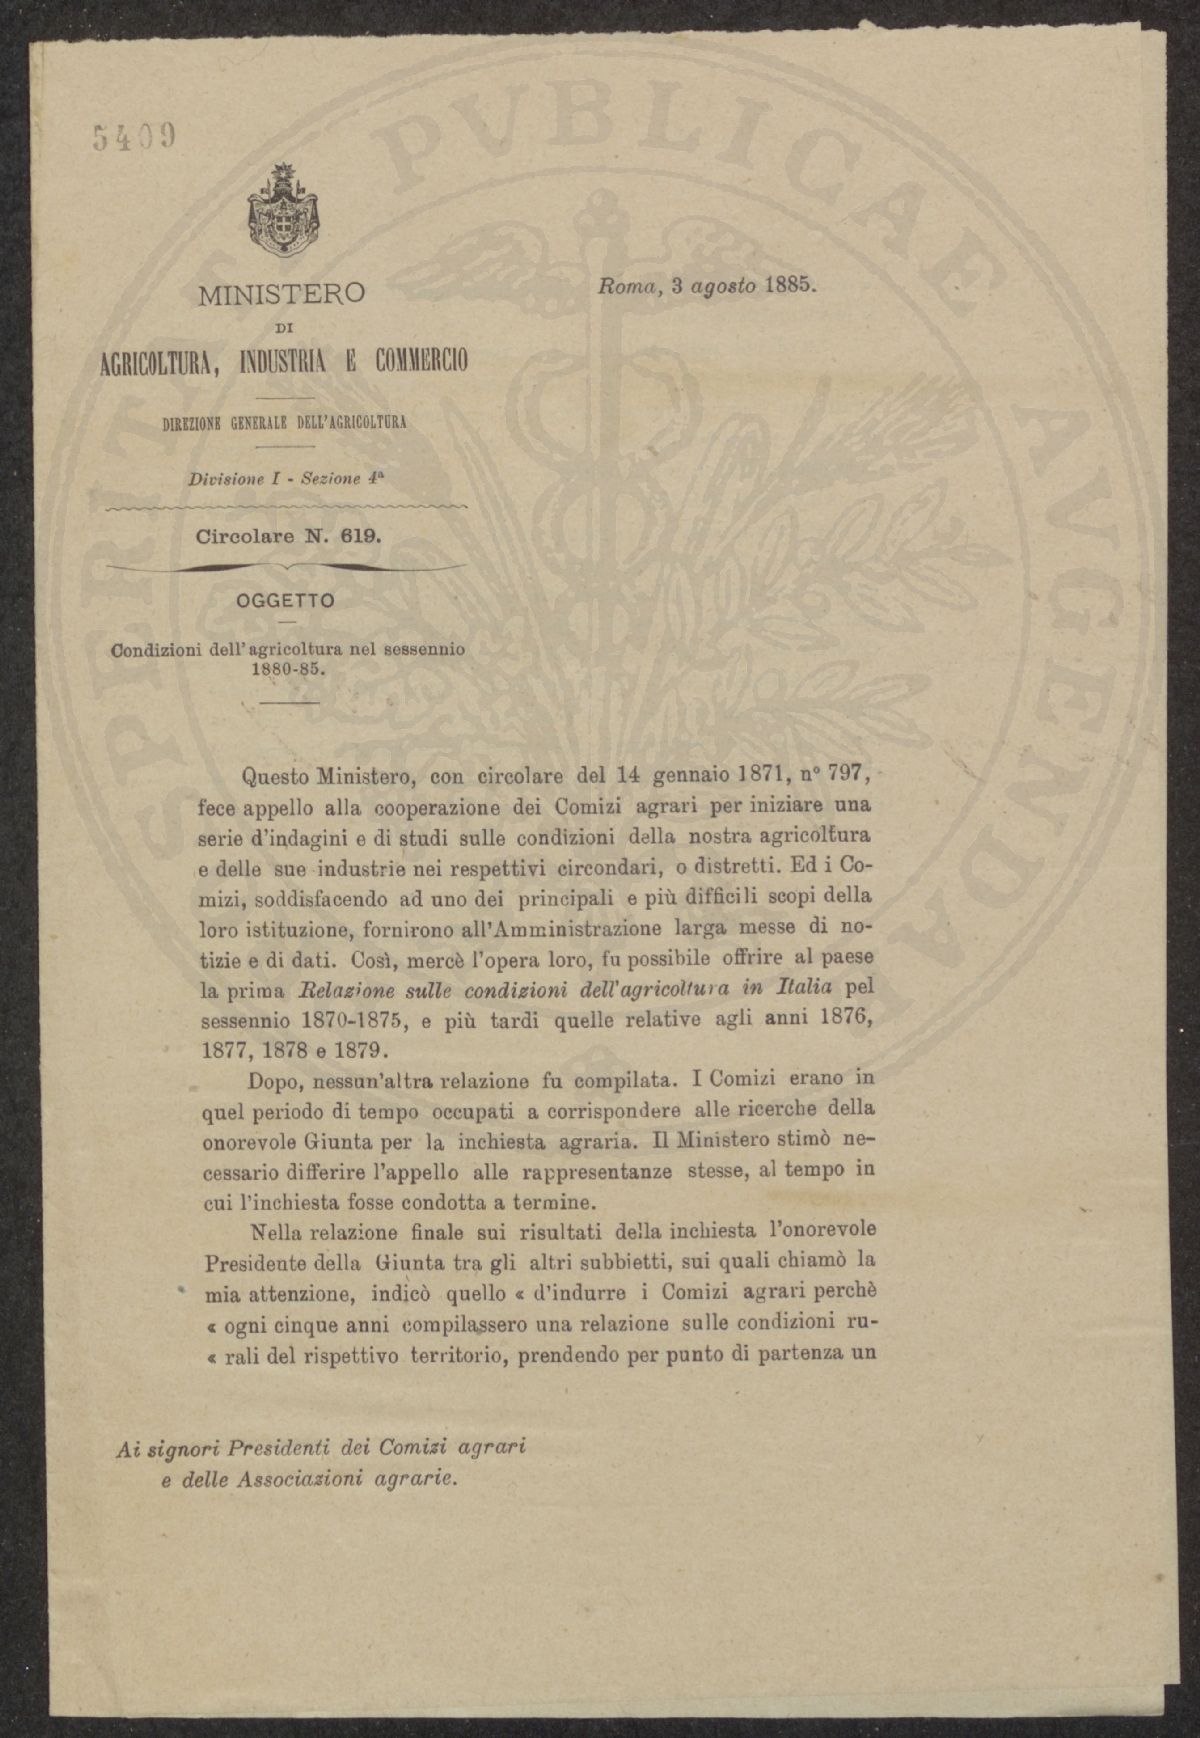 5409
MINISTERO
DI
AGRICOLTURA, INDUSTRIA E COMMERCIO
DIREZIONE GENERALE DELL'AGRICOLTURA
Divisione I - Sezione 4ª
Circolare N. 619.
OGGETTO
Condizioni dell'agricoltura nel sessennio
1880-85.
Roma, 3 agosto 1885.
Questo Ministero, con circolare del 14 gennaio 1871, n° 797,
fece appello alla cooperazione dei Comizi agrari per iniziare una
serie d'indagini e di studi sulle condizioni della nostra agricoltura
e delle sue industrie nei respettivi circondari, o distretti. Ed i Co-
mizi, soddisfacendo ad uno dei principali e più difficili scopi della
loro istituzione, fornirono all'Amministrazione larga messe di no-
tizie e di dati. Così, mercè l'opera loro, fu possibile offrire al paese
la prima Relazione sulle condizioni dell'agricoltura in Italia pel
sessennio 1870-1875, e più tardi quelle relative agli anni 1876,
1877, 1878 e 1879.
Dopo, nessun'altra relazione fu compilata. I Comizi erano in
quel periodo di tempo occupati a corrispondere alle ricerche della
onorevole Giunta per la inchiesta agraria. Il Ministero stimò ne-
cessario differire l'appello alle rappresentanze stesse, al tempo in
cui l'inchiesta fosse condotta a termine.
Nella relazione finale sui risultati della inchiesta l'onorevole
Presidente della Giunta tra gli altri subbietti, sui quali chiamò la
mia attenzione, indicò quello « d'indurre i Comizi agrari perchè
« ogni cinque anni compilassero una relazione sulle condizioni ru-
« rali del rispettivo territorio, prendendo per punto di partenza un
Ai signori Presidenti dei Comizi agrari
e delle Associazioni agrarie.
PROSPERITATI PVBLICAE AVGENDAE